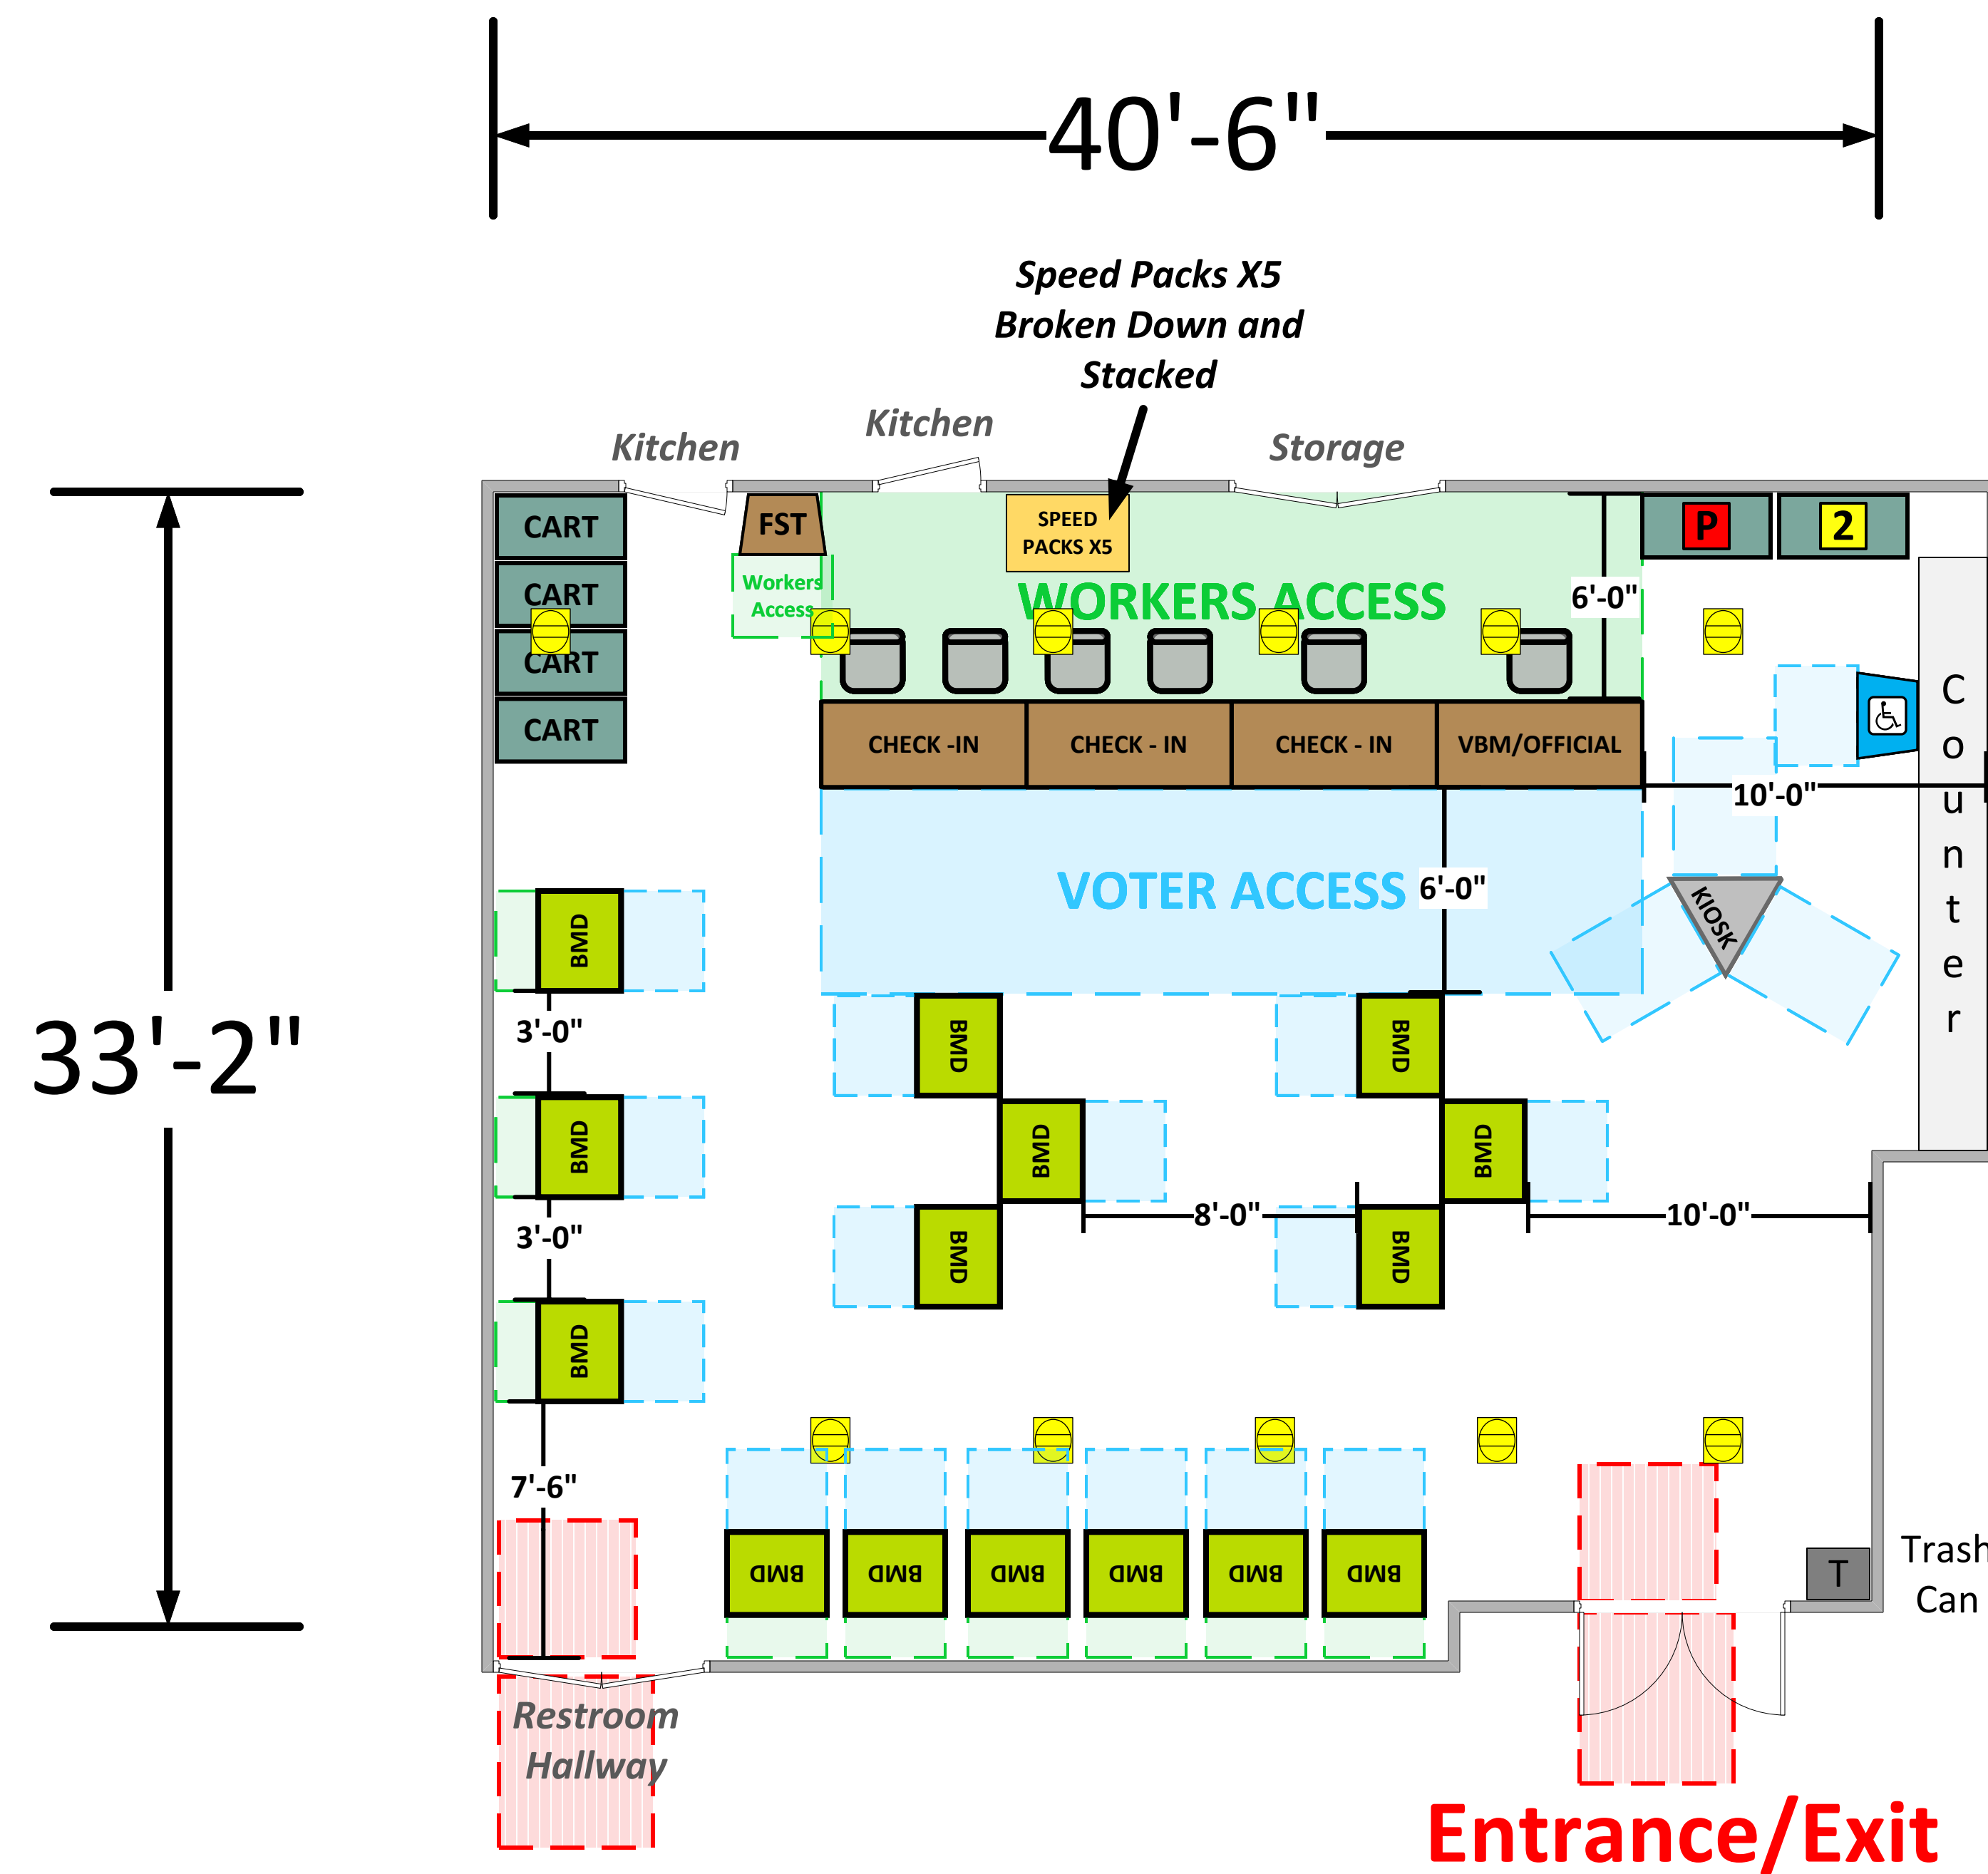 40'-6"
Speed Packs X5
Broken Down and
Stacked
Kitchen
Kitchen
Storage
CART
FST
SPEED
PACKS X5
P
2
Workers
Access
WORKERS ACCESS
6'-0"
CART
CART
CART
CHECK -IN
CHECK - IN
CHECK - IN
VBM/OFFICIAL
10'-0"
Counter
VOTER ACCESS
6'-0"
KIOSK
BMD
3'-0"
BMD
BMD
33'-2"
BMD
BMD
BMD
3'-0"
8'-0"
10'-0"
BMD
BMD
BMD
7'-6"
BMD
BMD
BMD
BMD
BMD
BMD
T
Trash
Can
Restroom
Hallway
Entrance/Exit